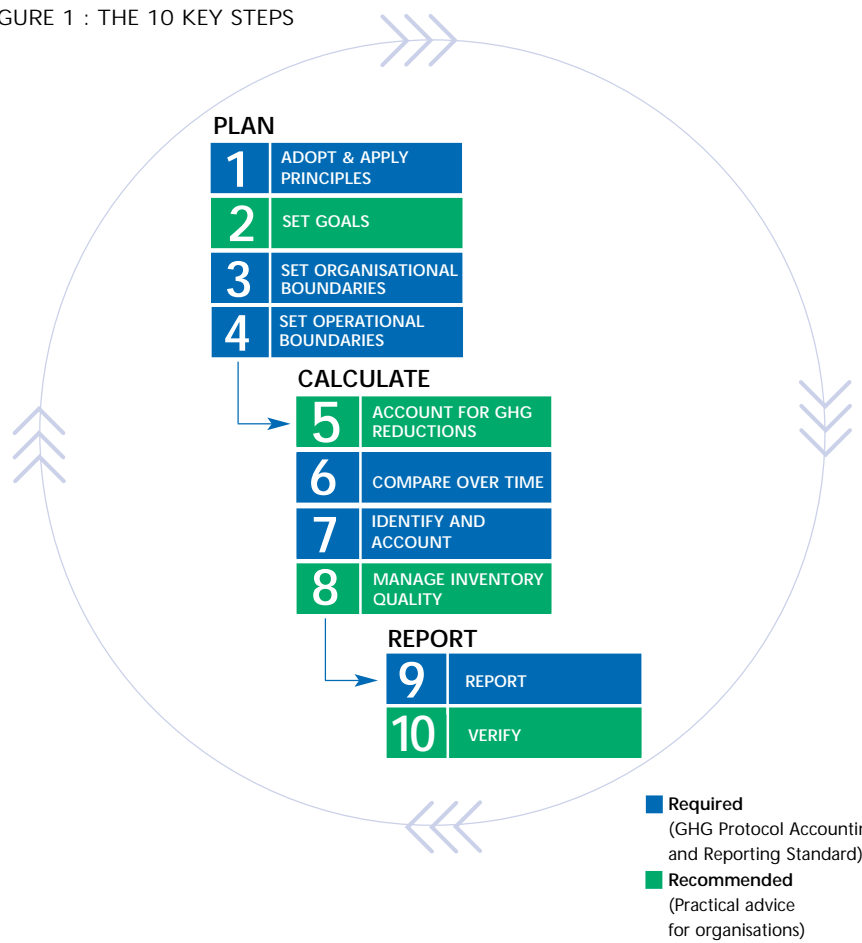 GURE 1 : THE 10 KEY STEPS
PLAN
1 ADOPT & APPLY
PRINCIPLES
2 SET GOALS
3 SET ORGANISATIONAL
BOUNDARIES
4 SET OPERATIONAL
BOUNDARIES
CALCULATE
5 ACCOUNT FOR GHG
REDUCTIONS
6 COMPARE OVER TIME
7 IDENTIFY AND
ACCOUNT
8 MANAGE INVENTORY
QUALITY
REPORT
9 REPORT
10 VERIFY
Required
(GHG Protocol Accountin
and Reporting Standard)
Recommended
(Practical advice
for organisations)